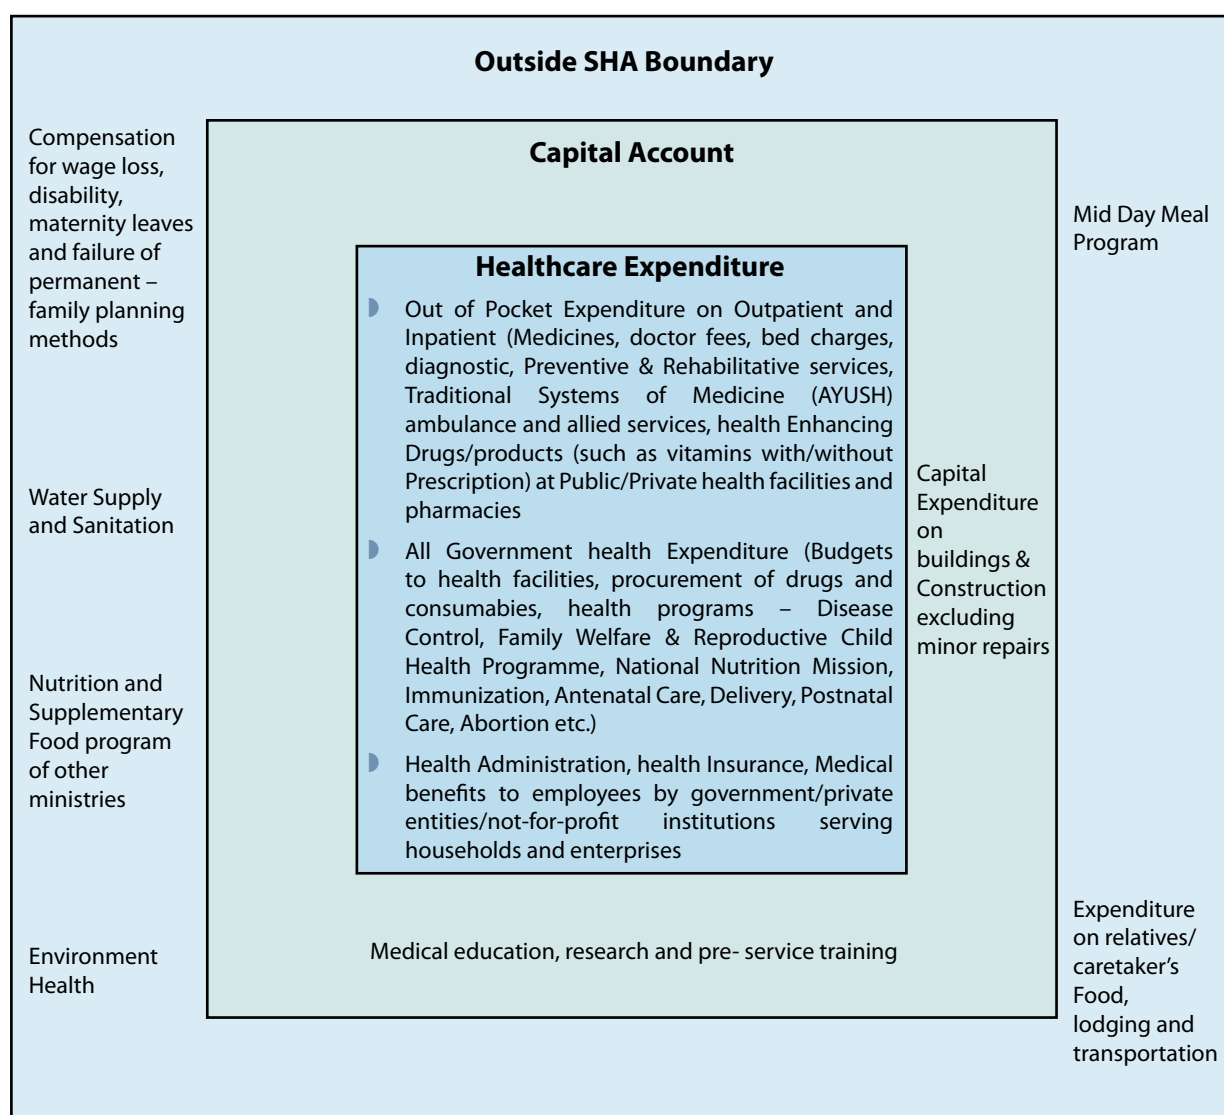 Outside SHA Boundary
Compensation
for wage loss,
disability,
maternity leaves
and failure of
permanent –
family planning
methods
Water Supply
and Sanitation
Nutrition and
Supplementary
Food program
of other
ministries
Environment
Health
Capital Account
Healthcare Expenditure
Out of Pocket Expenditure on Outpatient and
Inpatient (Medicines, doctor fees, bed charges,
diagnostic, Preventive & Rehabilitative services,
Traditional Systems of Medicine (AYUSH)
ambulance and allied services, health Enhancing
Drugs/products (such as vitamins with/without
Prescription) at Public/Private health facilities and
pharmacies
All Government health Expenditure (Budgets
to health facilities, procurement of drugs and
consumabies, health programs – Disease
Control, Family Welfare & Reproductive Child
Health Programme, National Nutrition Mission,
Immunization, Antenatal Care, Delivery, Postnatal
Care, Abortion etc.)
Health Administration, health Insurance, Medical
benefits to employees by government/private
entities/not-for-profit institutions serving
households and enterprises
Capital
Expenditure
on
buildings &
Construction
excluding
minor repairs
Medical education, research and pre- service training
Mid Day Meal
Program
Expenditure
on relatives/
caretaker's
Food,
lodging and
transportation